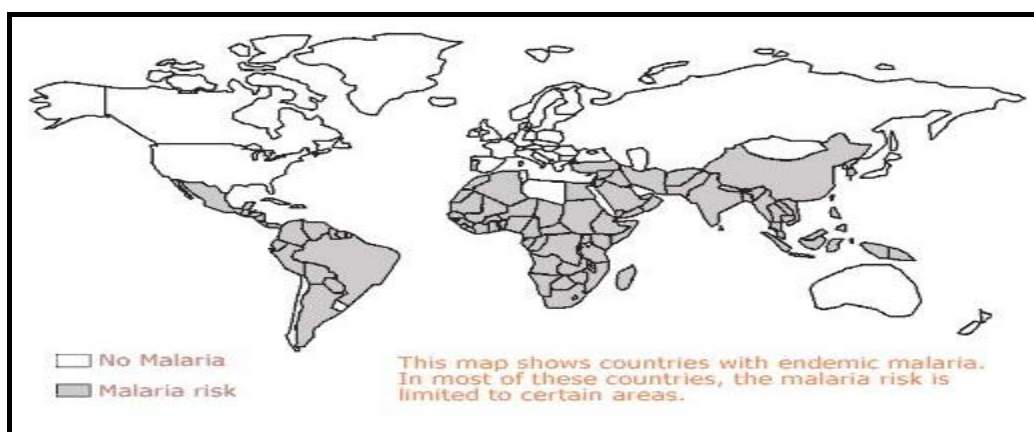 No Malaria
Malaria risk
This map shows countries with endemic malaria.
In most of these countries, the malaria risk is
limited to certain areas.